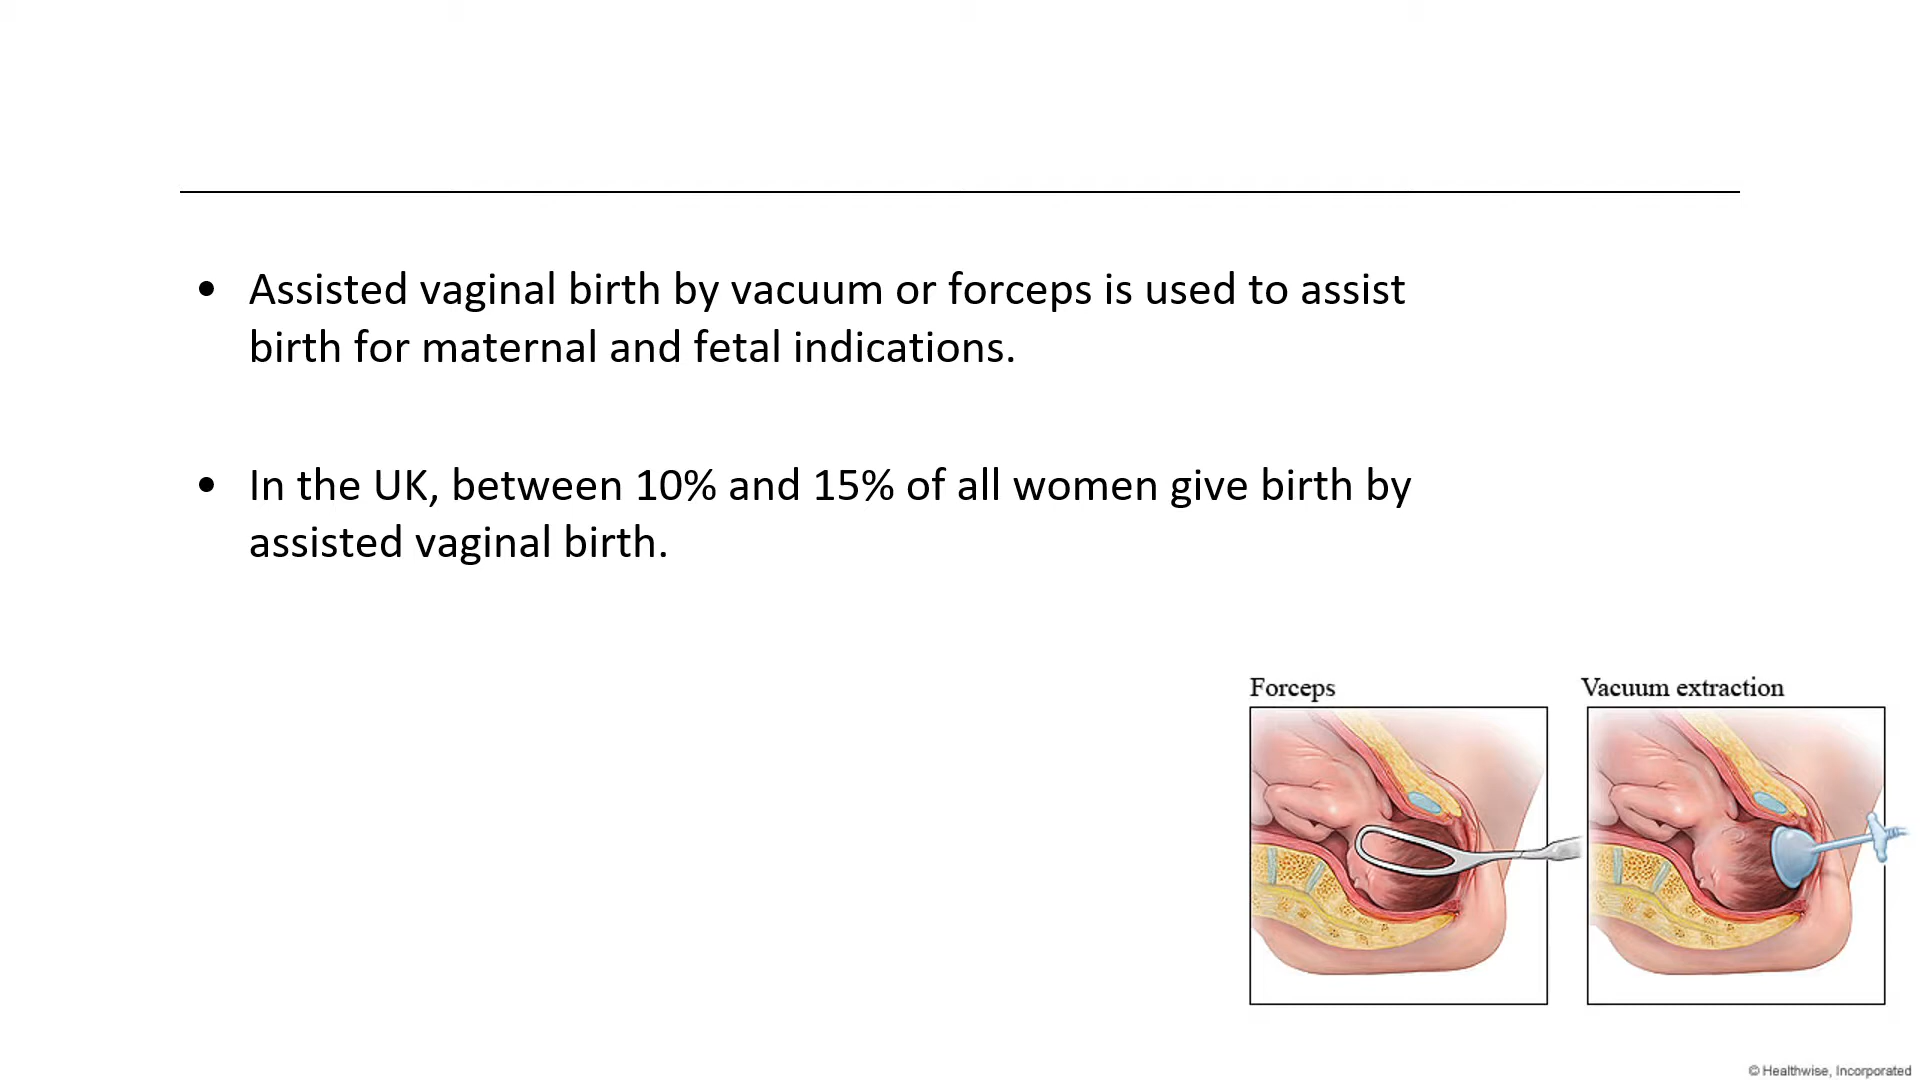 • Assisted vaginal birth by vacuum or forceps is used to assist
birth for maternal and fetal indications.
• In the UK, between 10% and 15% of all women give birth by
assisted vaginal birth.
Forceps
Vacuum extraction
© Healthwise, Incorporated